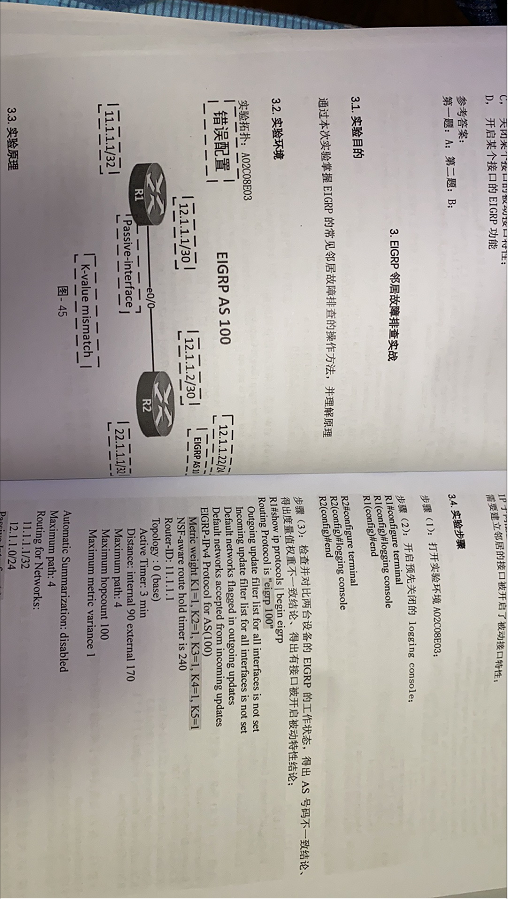 C. 关闭某个接口的被动接口特性;
D. 开启某个接口的 EIGRP 功能
参考答案:
第一题: A; 第二题: B;
3. EIGRP 邻居故障排查实战
3.1. 实验目的
通过本次实验掌握 EIGRP 的常见邻居故障排查的操作方法, 并理解原理
3.2. 实验环境
实验拓扑: A02C08E03
错误配置
EIGRP AS 100
12.1.1.22/2
12.1.1.1/30
12.1.1.2/30
EIGRP AS 1
R1
e0/0
R2
Passive-interface
11.1.1.1/32
22.1.1.1/3
K-value mismatch
图 - 45
3.3. 实验原理
需要建立邻居的接口被开启了被动接口特性;
3.4. 实验步骤
步骤 (1): 打开实验环境 A02C08E03;
步骤 (2): 开启预先关闭的 logging console;
R1#configure terminal
R1(config)#logging console
R1(config)#end
R2#configure terminal
R2(config)#logging console
R2(config)#end
步骤 (3): 检查并对比两台设备的 EIGRP 的工作状态, 得出 AS 号码不一致结论、
得出度量值权重不一致结论、得出有接口被开启被动特性结论;
R1#show ip protocols | begin eigrp
Routing Protocol is "eigrp 100"
Outgoing update filter list for all interfaces is not set
Incoming update filter list for all interfaces is not set
Default networks flagged in outgoing updates
Default networks accepted from incoming updates
EIGRP-IPv4 Protocol for AS(100)
Metric weight K1=1, K2=1, K3=1, K4=1, K5=1
NSF-aware route hold timer is 240
Router-ID: 11.1.1.1
Topology : 0 (base)
Active Timer: 3 min
Distance: internal 90 external 170
Maximum path: 4
Maximum hopcount 100
Maximum metric variance 1
Automatic Summarization: disabled
Maximum path: 4
Routing for Networks:
11.1.1.1/32
12.1.1.0/24